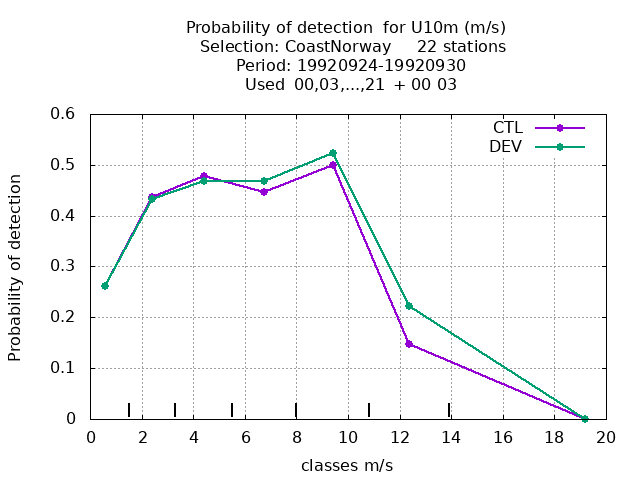 Probability of detection  for U10m (m/s)
Selection: CoastNorway     22 stations
Period: 19920924-19920930
Used  00,03,...,21  + 00 03
CTL
DEV
Probability of detection
0.6
0.5
0.4
0.3
0.2
0.1
0
0 2 4 6 8 10 12 14 16 18 20
classes m/s